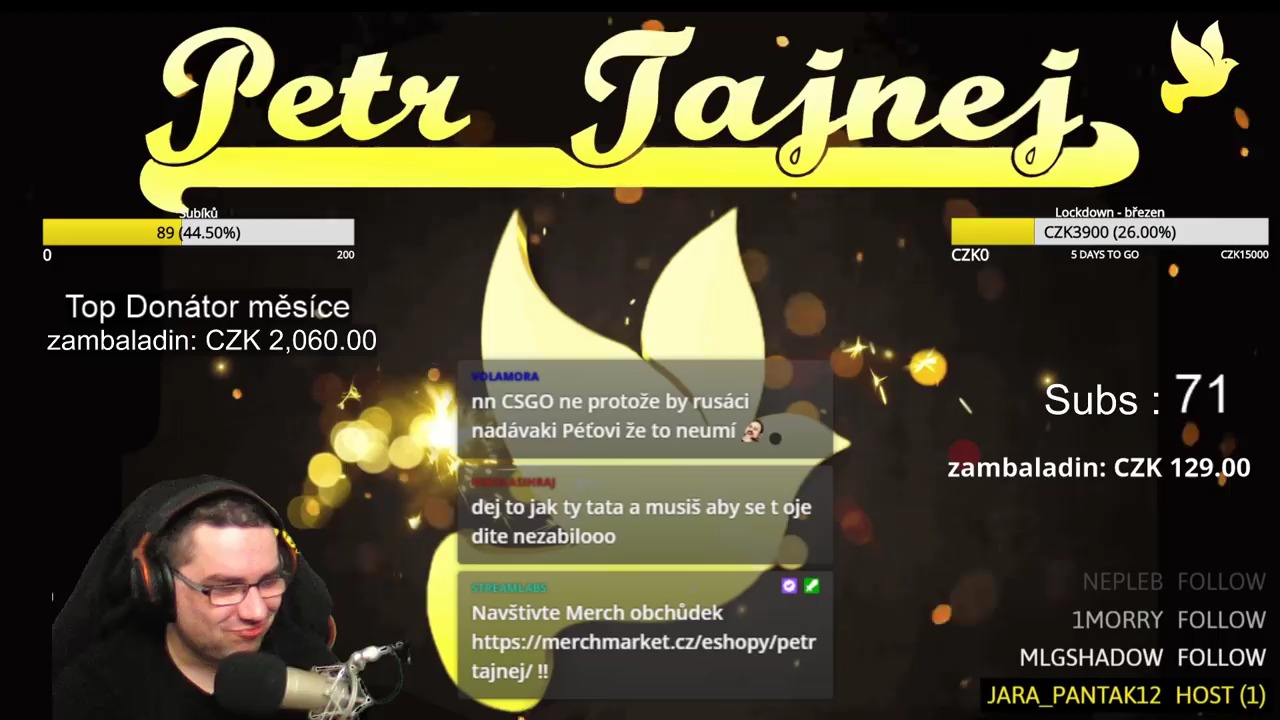 Petr Tajnej
Subíků
89 (44.50%)
0
200
Lockdown - březen
CZK3900 (26.00%)
CZK0
5 DAYS TO GO
CZK15000
Top Donátor měsíce
zambaladin: CZK 2,060.00
VOLAMORA
nn CSGO ne protože by rusáci
nadávaki Péťovi že to neumí
dej to jak ty tata a musiš aby se t oje
dite nezabilooo
STREAMLABS
Navštivte Merch obchůdek
https://merchmarket.cz/eshopy/petr
tajnej/ !!
Subs : 71
zambaladin: CZK 129.00
NEPLEB FOLLOW
1MORRY FOLLOW
MLGSHADOW FOLLOW
JARA_PANTAK12 HOST (1)